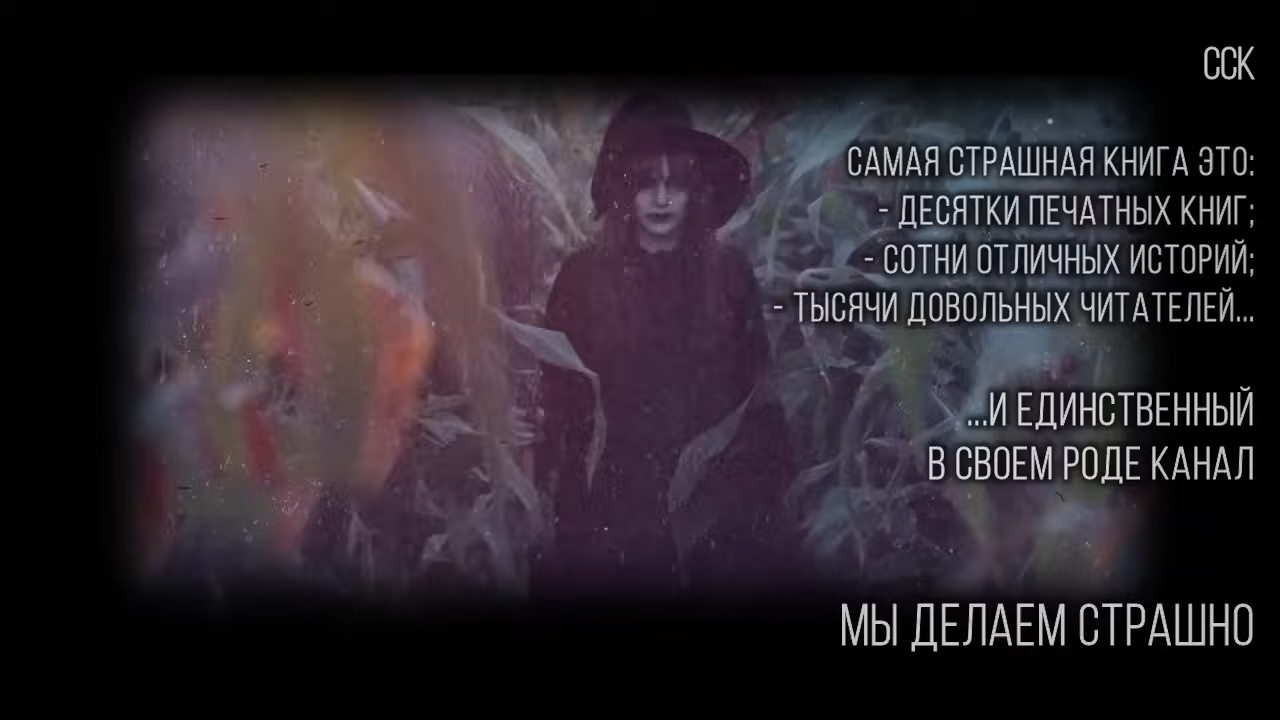 ССК
САМАЯ СТРАШНАЯ КНИГА ЭТО:
- ДЕСЯТКИ ПЕЧАТНЫХ КНИГ;
- СОТНИ ОТЛИЧНЫХ ИСТОРИЙ;
- ТЫСЯЧИ ДОВОЛЬНЫХ ЧИТАТЕЛЕЙ...
...И ЕДИНСТВЕННЫЙ
В СВОЕМ РОДЕ КАНАЛ
МЫ ДЕЛАЕМ СТРАШНО